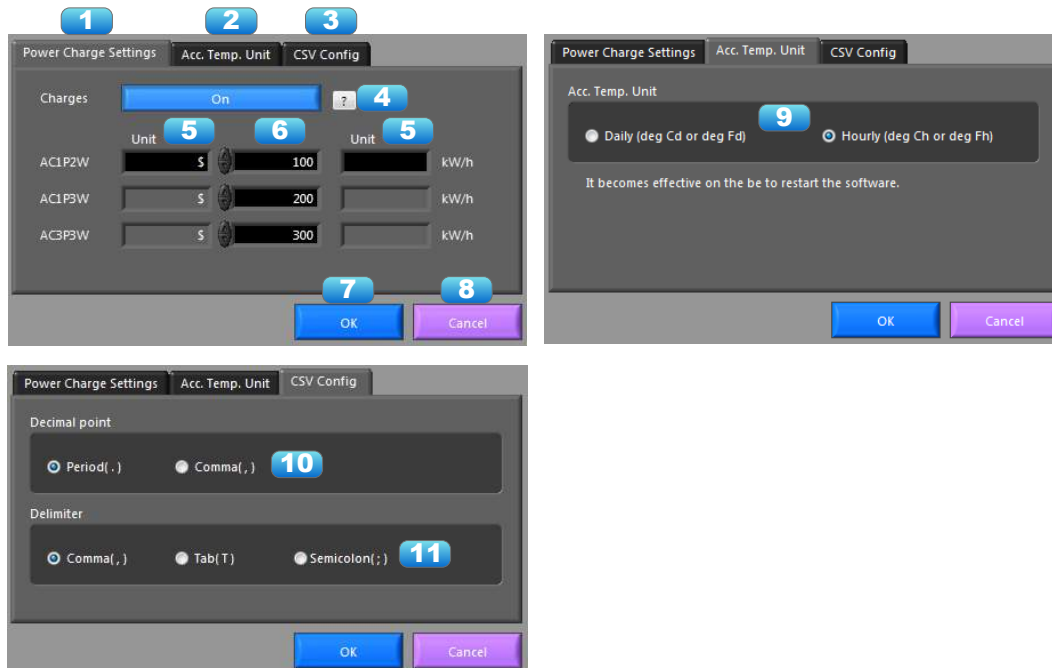 1 2 3
Power Charge Settings Acc. Temp. Unit CSV Config
Charges On ? 4
Unit 5 6 Unit 5
AC1P2W $ 100 kW/h
AC1P3W $ 200 kW/h
AC3P3W $ 300 kW/h
7 8
OK Cancel
Power Charge Settings Acc. Temp. Unit CSV Config
Acc. Temp. Unit
9
Daily (deg Cd or deg Fd) Hourly (deg Ch or deg Fh)
It becomes effective on the be to restart the software.
OK Cancel
Power Charge Settings Acc. Temp. Unit CSV Config
Decimal point
Period( . ) Comma( , ) 10
Delimiter
Comma( , ) Tab( T ) Semicolon( ; ) 11
OK Cancel